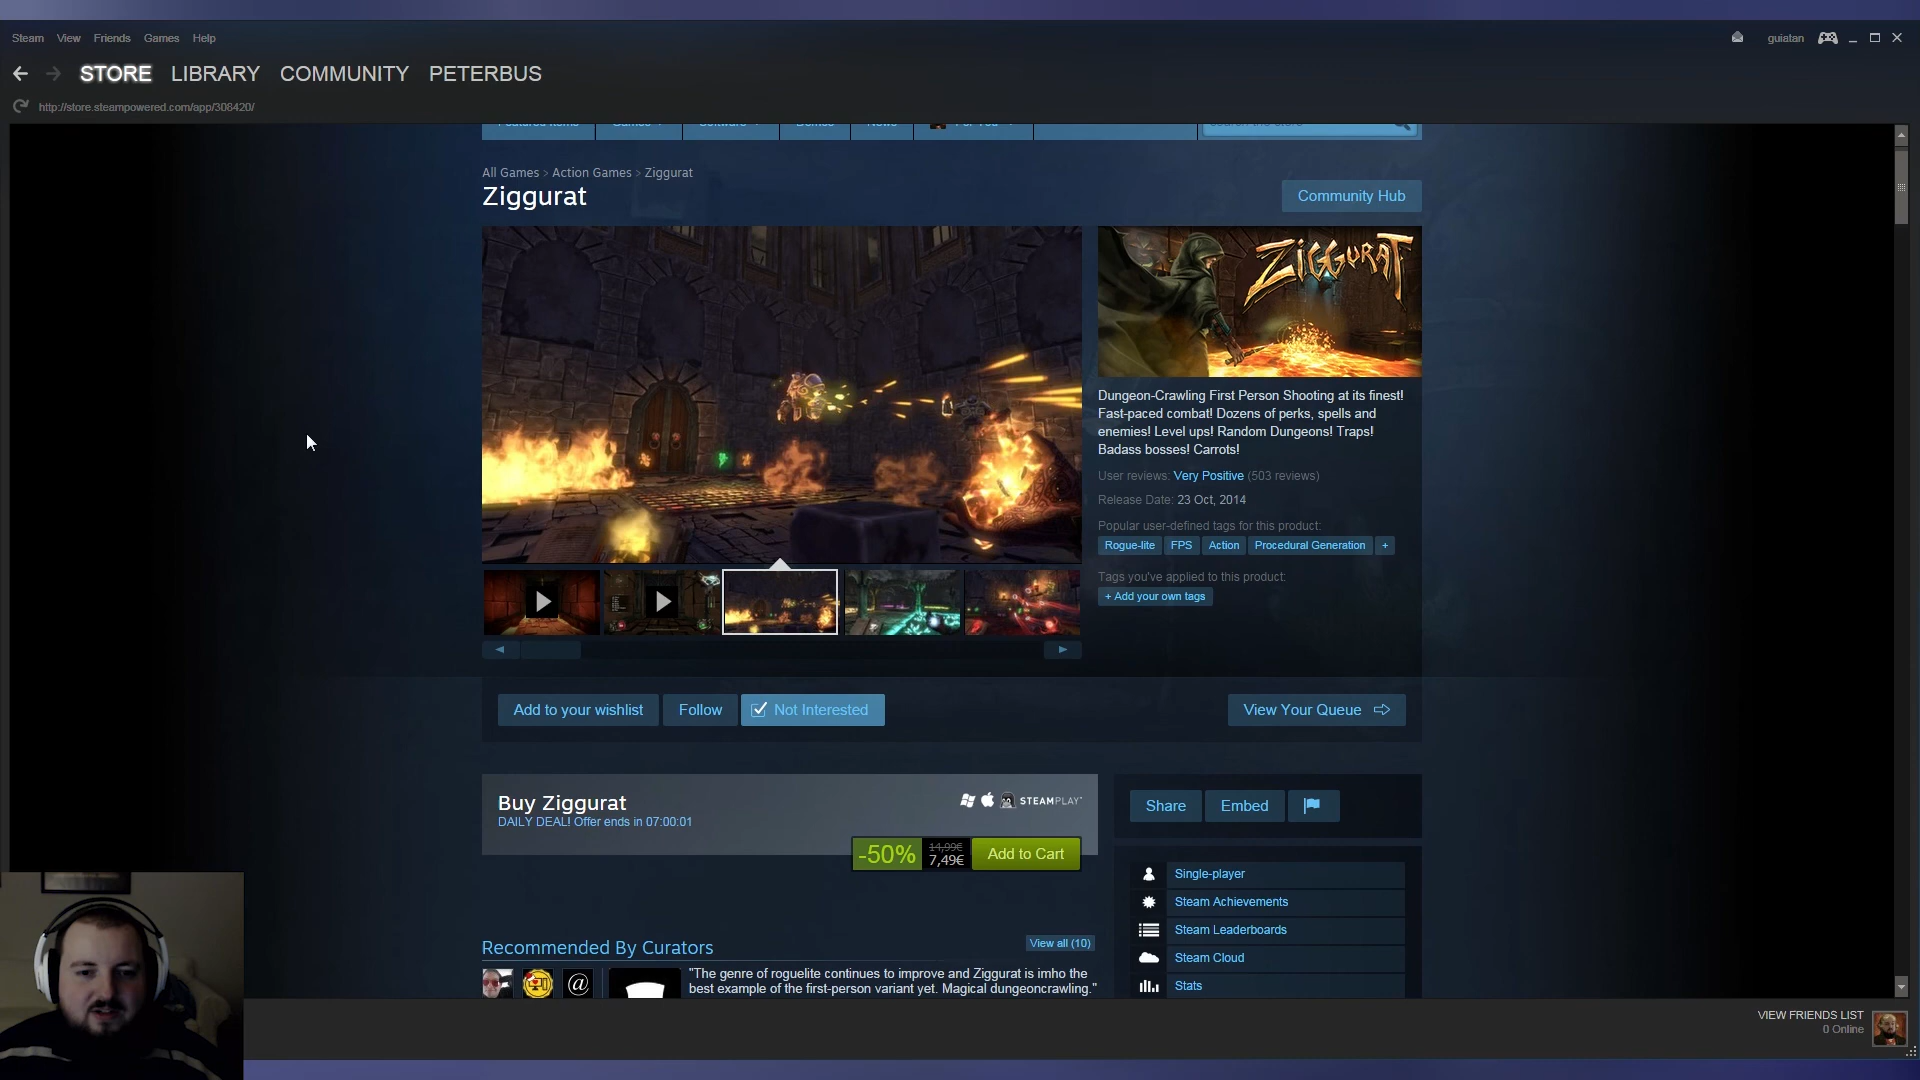 Steam View Friends Games Help
guiatan
STORE LIBRARY COMMUNITY PETERBUS
http://store.steampowered.com/app/308420/
All Games > Action Games > Ziggurat
Ziggurat
Community Hub
ZIGGURAT
Dungeon-Crawling First Person Shooting at its finest!
Fast-paced combat! Dozens of perks, spells and
enemies! Level ups! Random Dungeons! Traps!
Badass bosses! Carrots!
User reviews: Very Positive (503 reviews)
Release Date: 23 Oct, 2014
Popular user-defined tags for this product:
Rogue-lite FPS Action Procedural Generation +
Tags you've applied to this product:
+ Add your own tags
Add to your wishlist Follow Not Interested
View Your Queue
Buy Ziggurat
STEAMPLAY
DAILY DEAL! Offer ends in 07:00:01
-50% 14,99€ 7,49€ Add to Cart
Share Embed
Single-player
Steam Achievements
Steam Leaderboards
Steam Cloud
Stats
Recommended By Curators
View all (10)
@
"The genre of roguelite continues to improve and Ziggurat is imho the
best example of the first-person variant yet. Magical dungeoncrawling."
VIEW FRIENDS LIST
0 Online